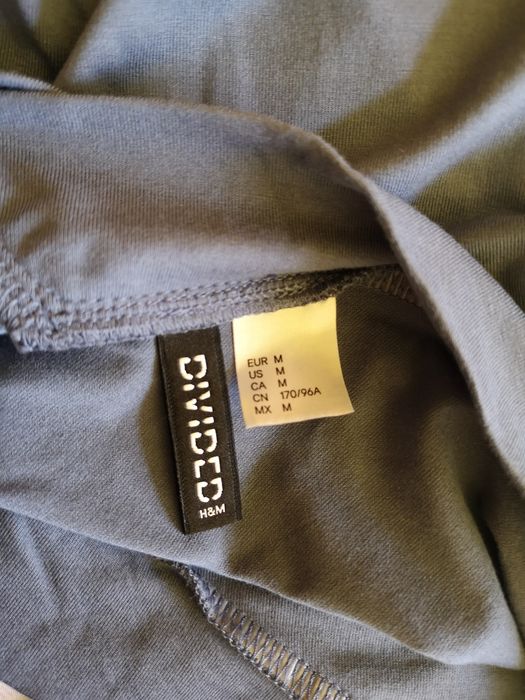 DIVIDED
H&M
EUR M
US M
CA M
CN 170/96A
MX M